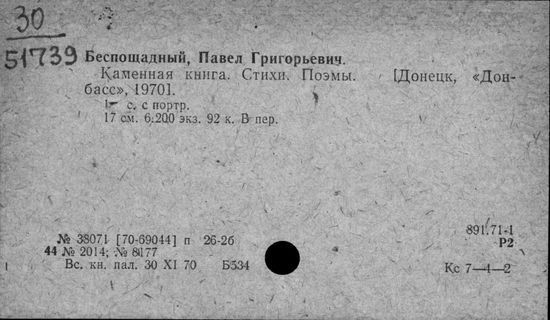 30
51739
Беспощадный, Павел Григорьевич.
Каменная книга. Стихи. Поэмы. [Донецк, «Дон-
басс», 1970].
с. с портр.
17 см. 6.200 экз. 92 к. В пер.
891.71-1
Р2
№ 38071 [70-69044] п 26-2б
44 № 2014; № 8177
Вс. кн. пал. 30 XI 70 Б534
Кс 7—4—2